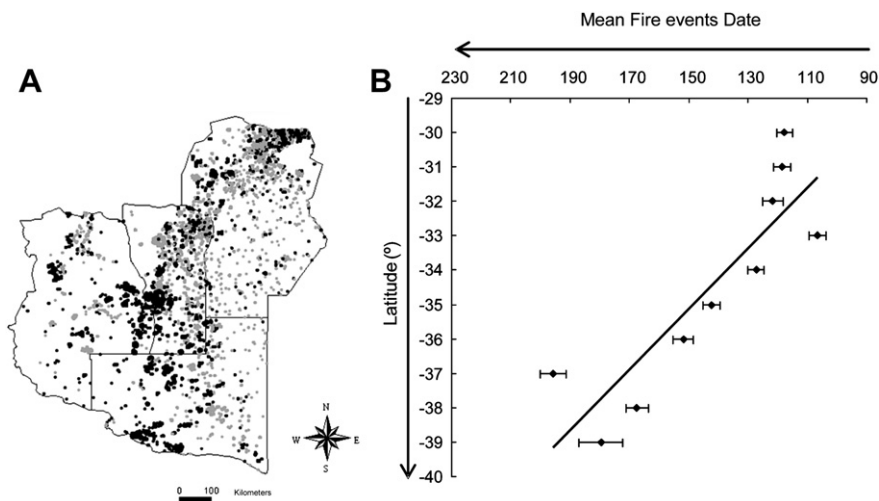 A
N
W E
S
0 100 Kilometers
B
Mean Fire events Date
230 210 190 170 150 130 110 90
Latitude (º)
-29
-30
-31
-32
-33
-34
-35
-36
-37
-38
-39
-40